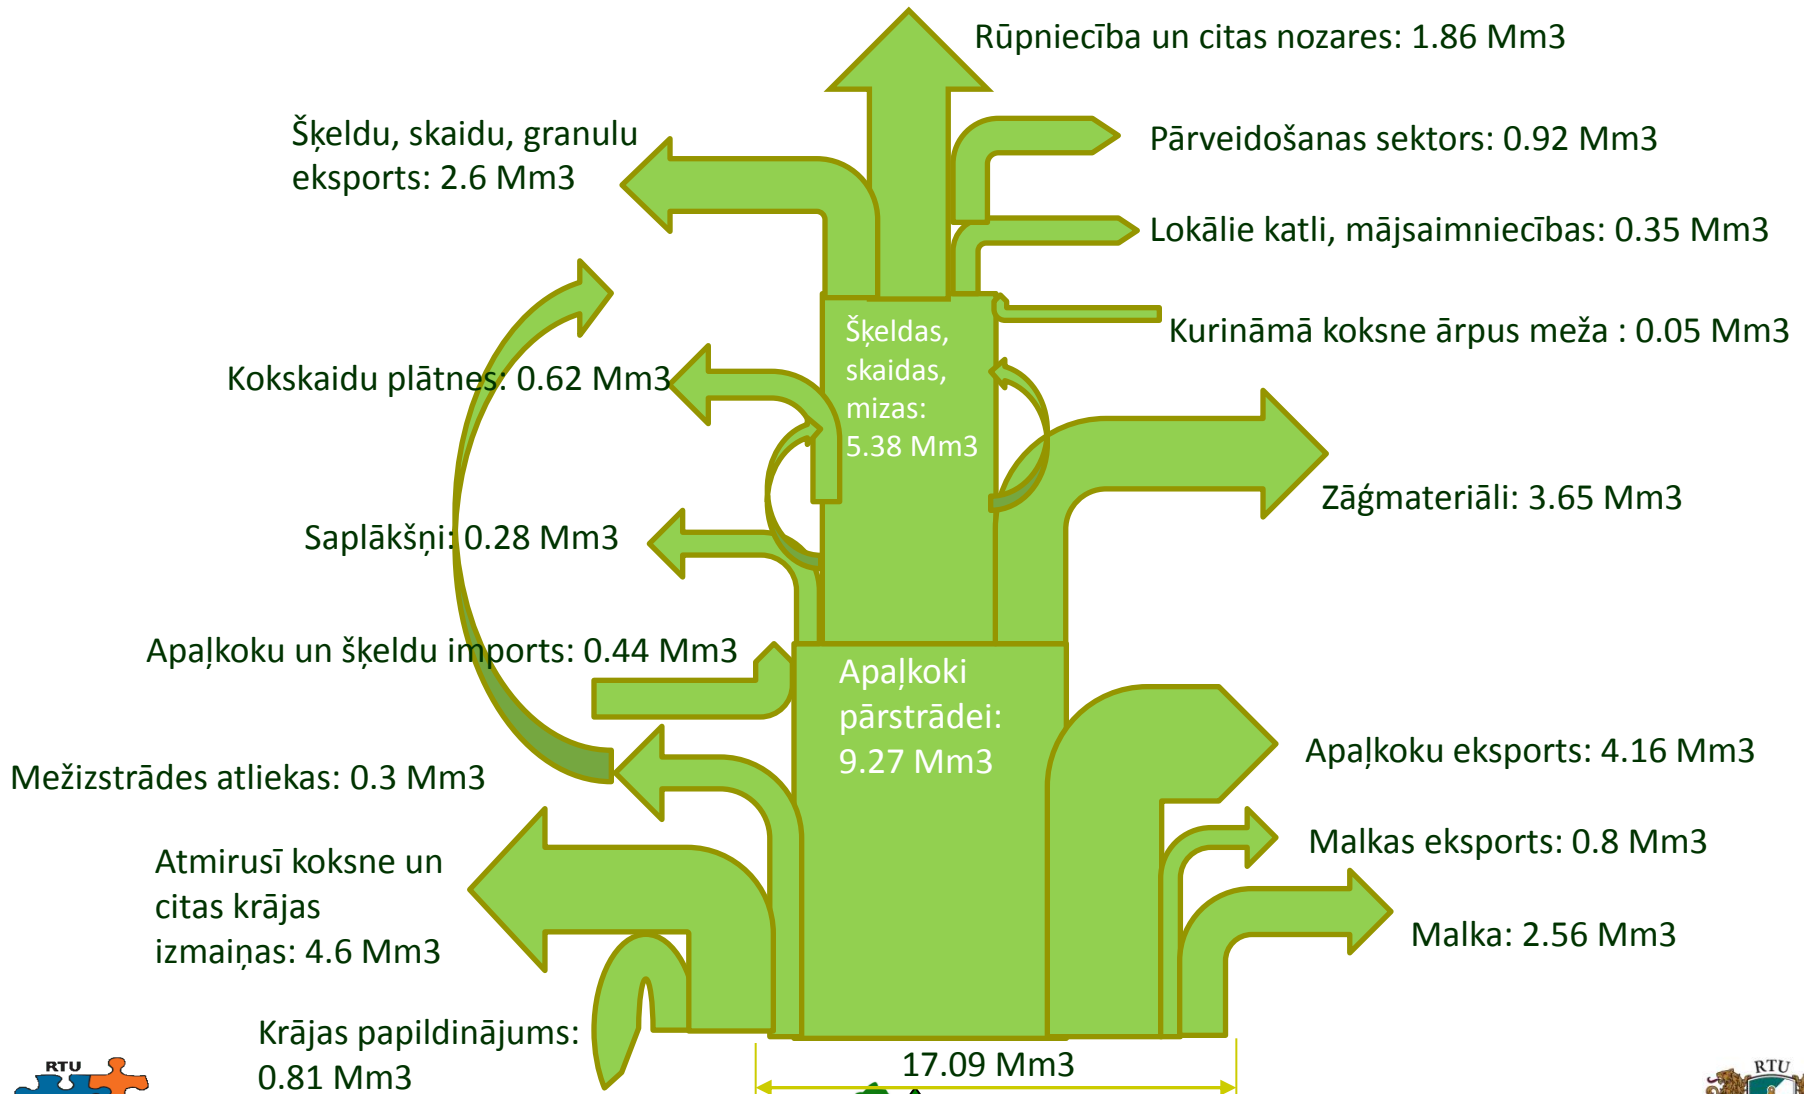 Rūpniecība un citas nozares: 1.86 Mm3
Šķeldu, skaidu, granulu
eksports: 2.6 Mm3
Pārveidošanas sektors: 0.92 Mm3
Lokālie katli, mājsaimniecības: 0.35 Mm3
Kurināmā koksne ārpus meža : 0.05 Mm3
Šķeldas,
skaidas,
mizas:
5.38 Mm3
Kokskaidu plātnes: 0.62 Mm3
Zāģmateriāli: 3.65 Mm3
Saplākšņi: 0.28 Mm3
Apaļkoku un šķeldu imports: 0.44 Mm3
Apaļkoki
pārstrādei:
9.27 Mm3
Apaļkoku eksports: 4.16 Mm3
Mežizstrādes atliekas: 0.3 Mm3
Malkas eksports: 0.8 Mm3
Atmirusī koksne un
citas krājas
izmaiņas: 4.6 Mm3
Malka: 2.56 Mm3
Krājas papildinājums:
0.81 Mm3
17.09 Mm3
RTU
RTU